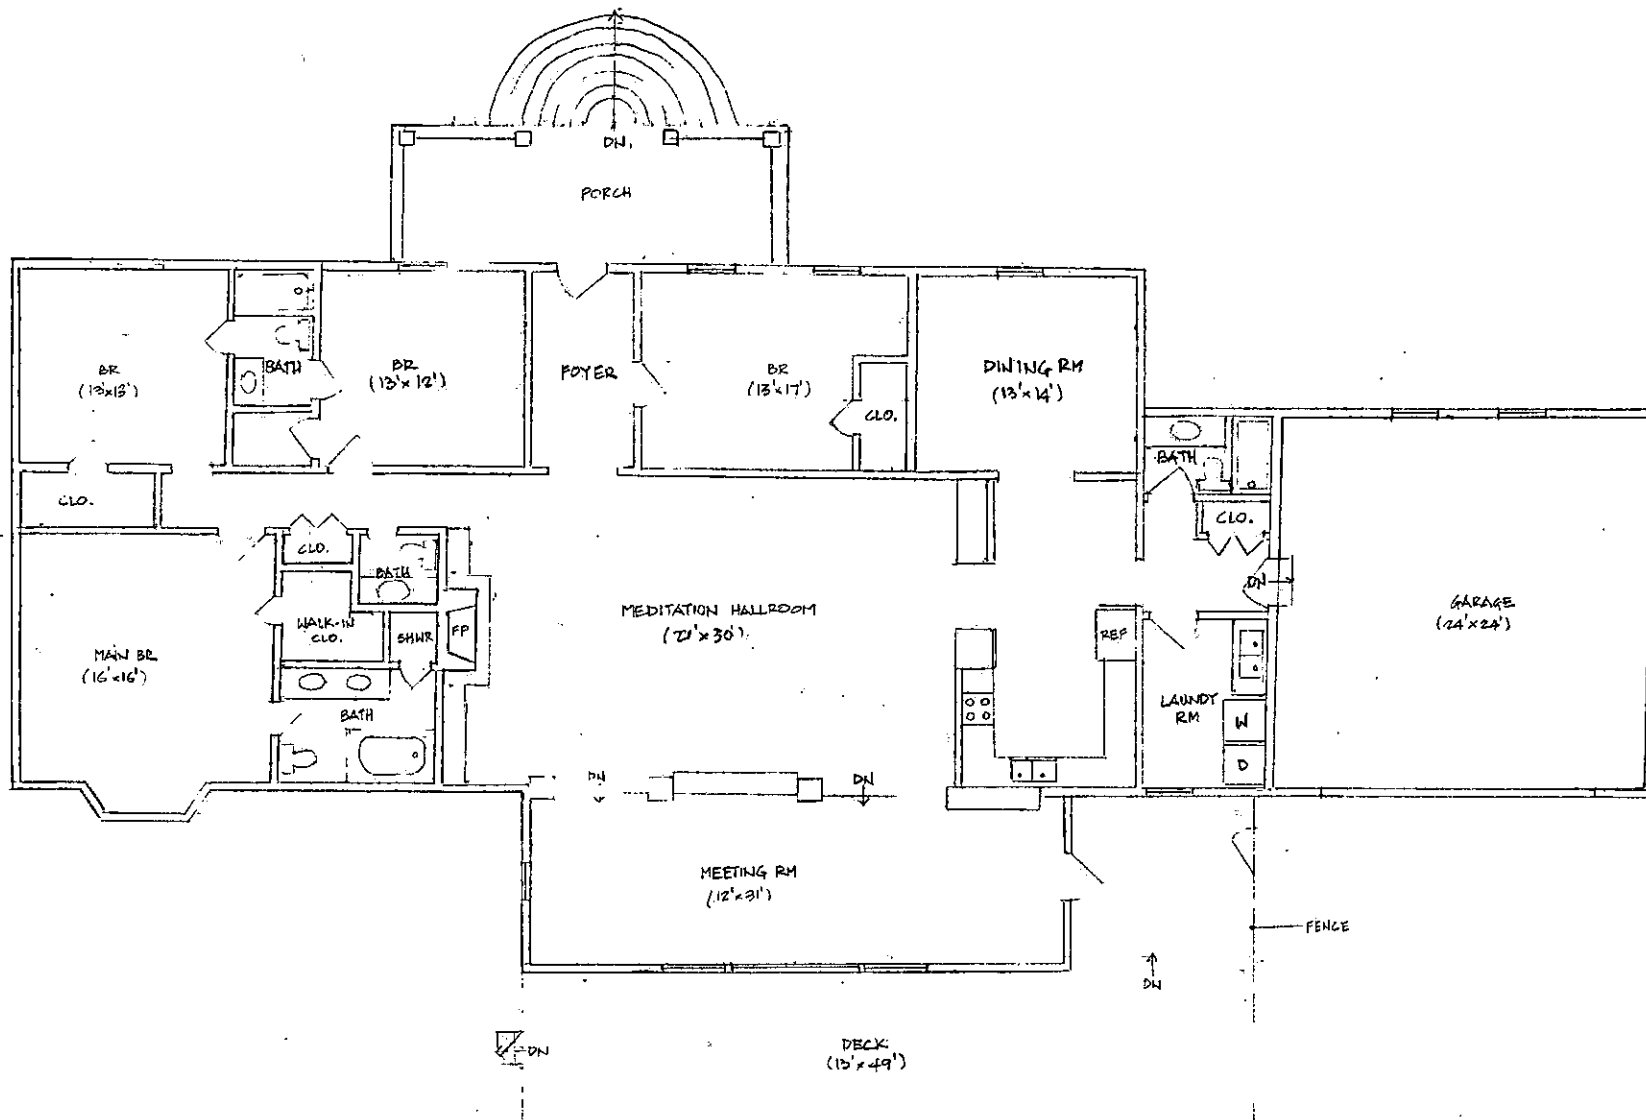 DN.
PORCH
BR
(13'x13')
BATH
BR
(13'x12')
FOYER
BR
(13'x17')
CLO.
DINING RM
(13'x14')
BATH
CLO.
DN
GARAGE
(24'x24')
CLO.
CLO.
BATH
WALK-IN
CLO.
SHWR
FP
MAIN BR
(16'x16')
BATH
MEDITATION HALLROOM
(21'x30')
REF
LAUNDY
RM
W
D
DN
DN
MEETING RM
(12'x31')
FENCE
DN
DN
DECK
(13'x49')